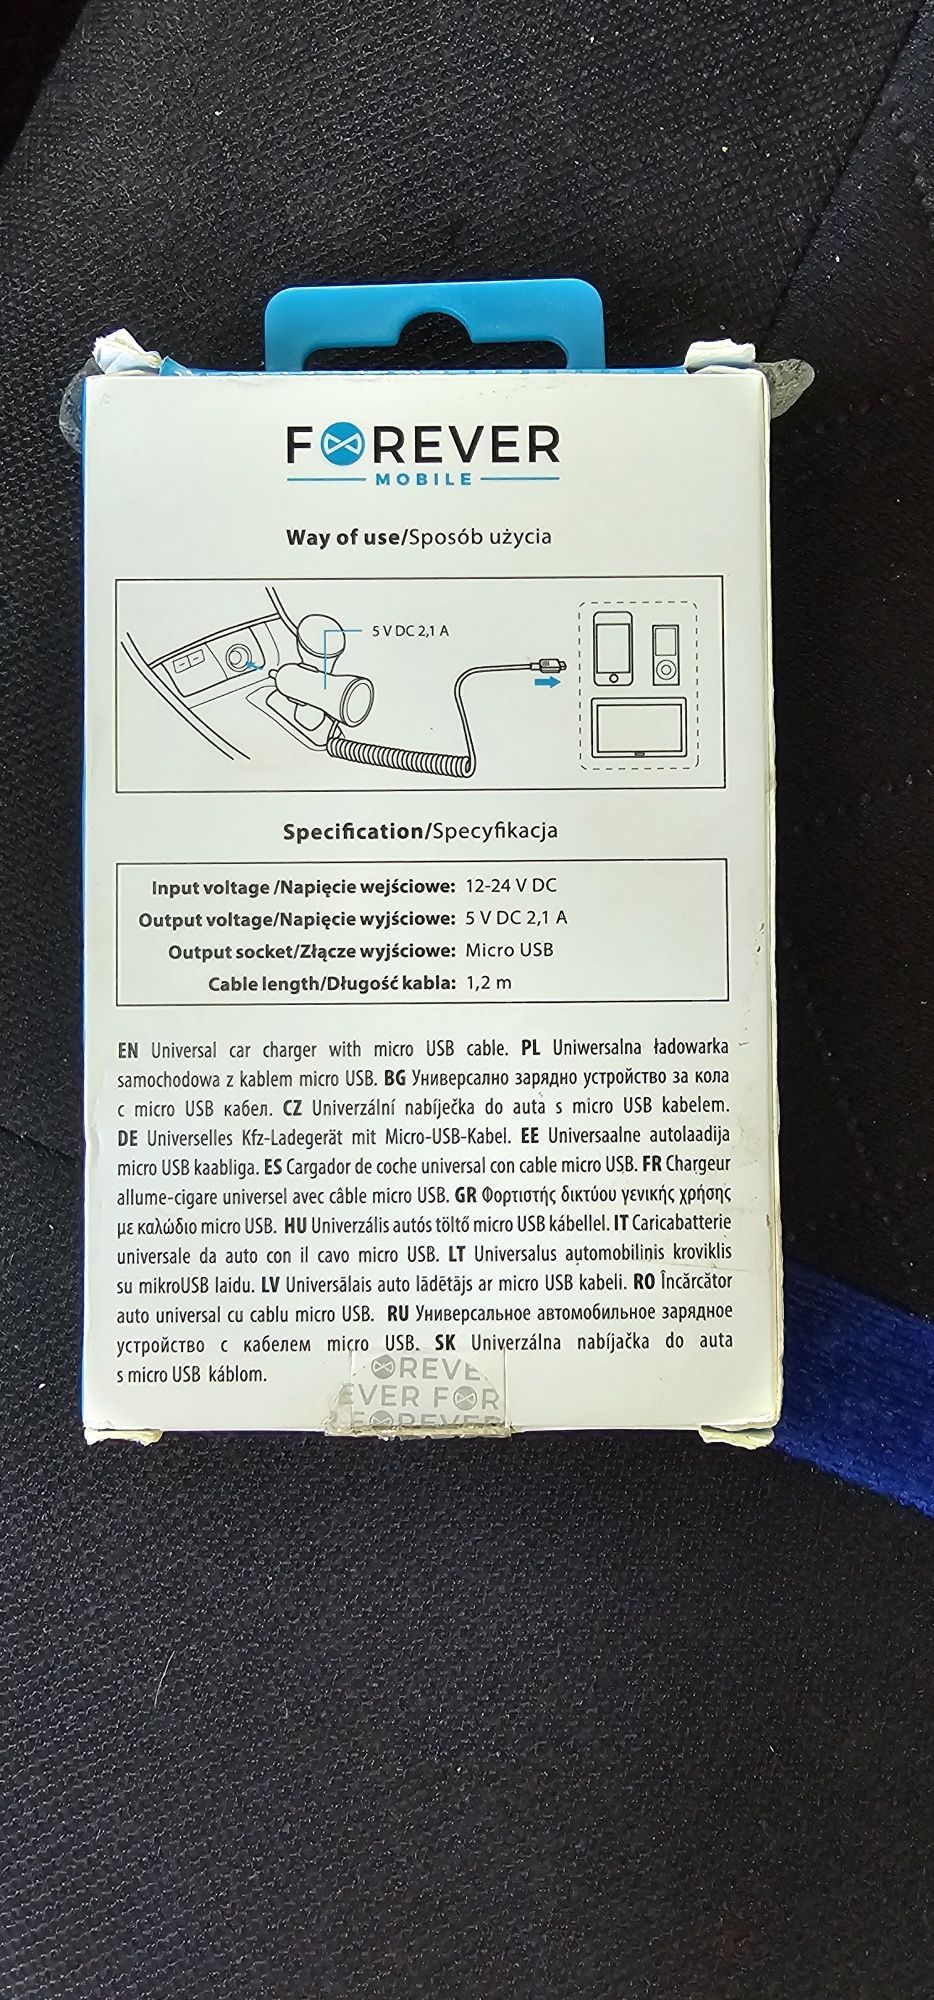 FOREVER
MOBILE
Way of use/Sposób użycia
5 V DC 2,1 A
Specification/Specyfikacja
Input voltage /Napięcie wejściowe: 12-24 V DC
Output voltage/Napięcie wyjściowe: 5 V DC 2,1 A
Output socket/Złącze wyjściowe: Micro USB
Cable length/Długość kabla: 1,2 m
EN Universal car charger with micro USB cable. PL Uniwersalna ładowarka
samochodowa z kablem micro USB. BG Универсално зарядно устройство за кола
с micro USB кабел. CZ Univerzální nabíječka do auta s micro USB kabelem.
DE Universelles Kfz-Ladegerät mit Micro-USB-Kabel. EE Universaalne autolaadija
micro USB kaabliga. ES Cargador de coche universal con cable micro USB. FR Chargeur
allume-cigare universel avec câble micro USB. GR Φορτιστής δικτύου γενικής χρήσης
με καλώδιο micro USB. HU Univerzális autós töltő micro USB kábellel. IT Caricabatterie
universale da auto con il cavo micro USB. LT Universalus automobilinis kroviklis
su mikroUSB laidu. LV Universālais auto lādētājs ar micro USB kabeli. RO Încărcător
auto universal cu cablu micro USB. RU Универсальное автомобильное зарядное
устройство с кабелем micro USB. SK Univerzálna nabíjačka do auta
s micro USB káblom.
OREVE
EVER FOR
FOREVER